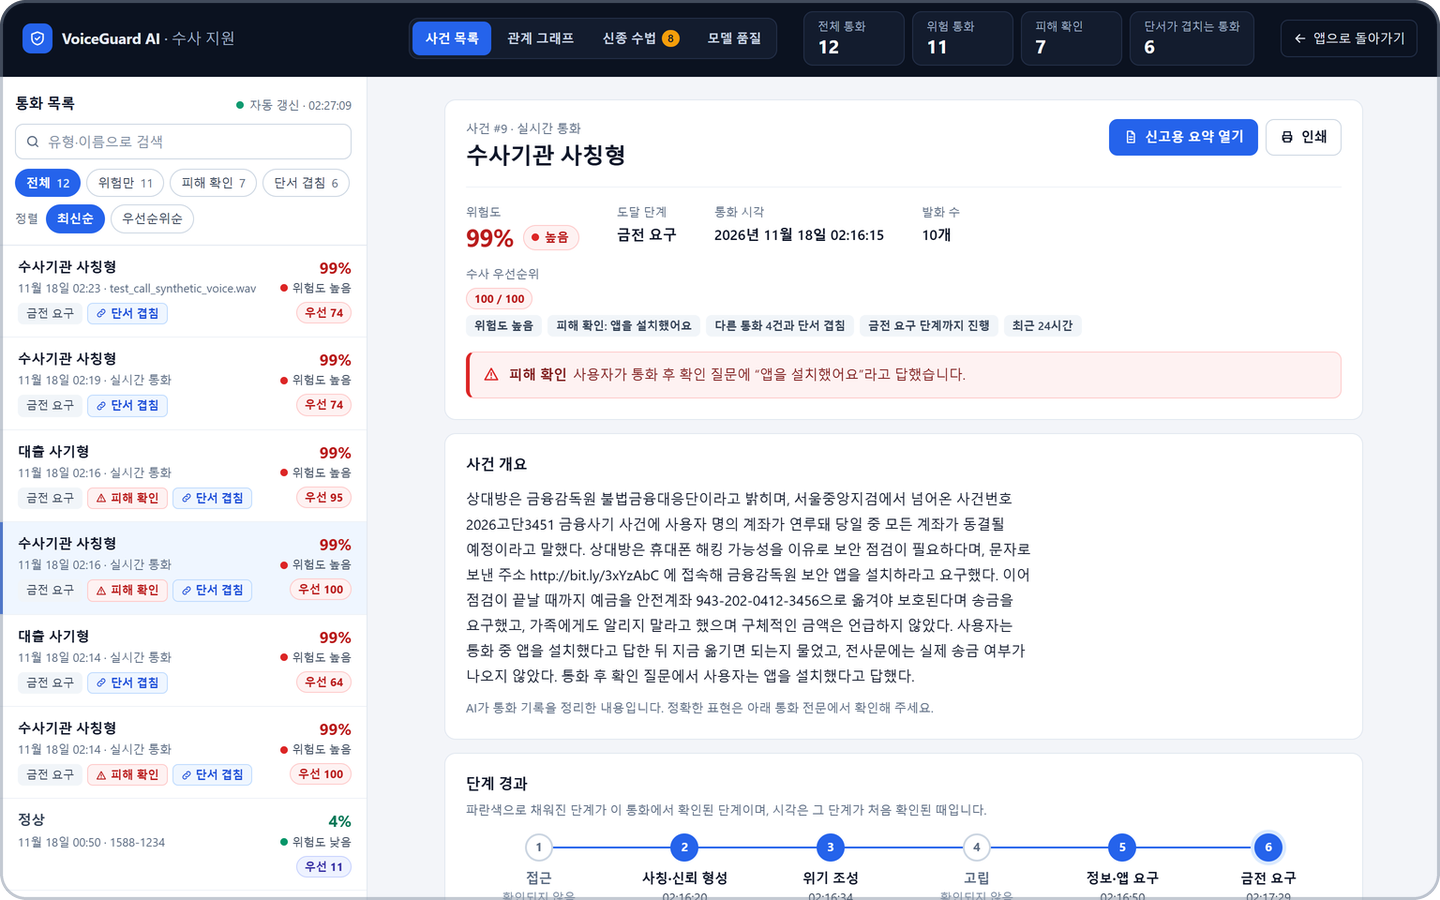 VoiceGuard AI · 수사 지원
사건 목록
관계 그래프
신종 수법 8
모델 품질
전체 통화
12
위험 통화
11
피해 확인
7
단서가 겹치는 통화
6
← 앱으로 돌아가기
통화 목록
자동 갱신 · 02:27:09
유형·이름으로 검색
전체 12
위험만 11
피해 확인 7
단서 겹침 6
정렬
최신순
우선순위순
수사기관 사칭형
99%
11월 18일 02:23 · test_call_synthetic_voice.wav
위험도 높음
금전 요구
단서 겹침
우선 74
수사기관 사칭형
99%
11월 18일 02:19 · 실시간 통화
위험도 높음
금전 요구
단서 겹침
우선 74
대출 사기형
99%
11월 18일 02:16 · 실시간 통화
위험도 높음
금전 요구
피해 확인
단서 겹침
우선 95
수사기관 사칭형
99%
11월 18일 02:16 · 실시간 통화
위험도 높음
금전 요구
피해 확인
단서 겹침
우선 100
대출 사기형
99%
11월 18일 02:14 · 실시간 통화
위험도 높음
금전 요구
단서 겹침
우선 64
수사기관 사칭형
99%
11월 18일 02:14 · 실시간 통화
위험도 높음
금전 요구
피해 확인
단서 겹침
우선 100
정상
4%
11월 18일 00:50 · 1588-1234
위험도 낮음
우선 11
사건 #9 · 실시간 통화
수사기관 사칭형
신고용 요약 열기
인쇄
위험도
99%
높음
도달 단계
금전 요구
통화 시각
2026년 11월 18일 02:16:15
발화 수
10개
수사 우선순위
100 / 100
위험도 높음
피해 확인: 앱을 설치했어요
다른 통화 4건과 단서 겹침
금전 요구 단계까지 진행
최근 24시간
피해 확인 사용자가 통화 후 확인 질문에 “앱을 설치했어요”라고 답했습니다.
사건 개요
상대방은 금융감독원 불법금융대응단이라고 밝히며, 서울중앙지검에서 넘어온 사건번호
2026고단3451 금융사기 사건에 사용자 명의 계좌가 연루돼 당일 중 모든 계좌가 동결될
예정이라고 말했다. 상대방은 휴대폰 해킹 가능성을 이유로 보안 점검이 필요하다며, 문자로
보낸 주소 http://bit.ly/3xYzAbC 에 접속해 금융감독원 보안 앱을 설치하라고 요구했다. 이어
점검이 끝날 때까지 예금을 안전계좌 943-202-0412-3456으로 옮겨야 보호된다며 송금을
요구했고, 가족에게도 알리지 말라고 했으며 구체적인 금액은 언급하지 않았다. 사용자는
통화 중 앱을 설치했다고 답한 뒤 지금 옮기면 되는지 물었고, 전사문에는 실제 송금 여부가
나오지 않았다. 통화 후 확인 질문에서 사용자는 앱을 설치했다고 답했다.
AI가 통화 기록을 정리한 내용입니다. 정확한 표현은 아래 통화 전문에서 확인해 주세요.
단계 경과
파란색으로 채워진 단계가 이 통화에서 확인된 단계이며, 시각은 그 단계가 처음 확인된 때입니다.
1
2
3
4
5
6
접근
사칭·신뢰 형성
위기 조성
고립
정보·앱 요구
금전 요구
확인되지 않음
02:16:20
02:16:34
확인되지 않음
02:16:50
02:17:29